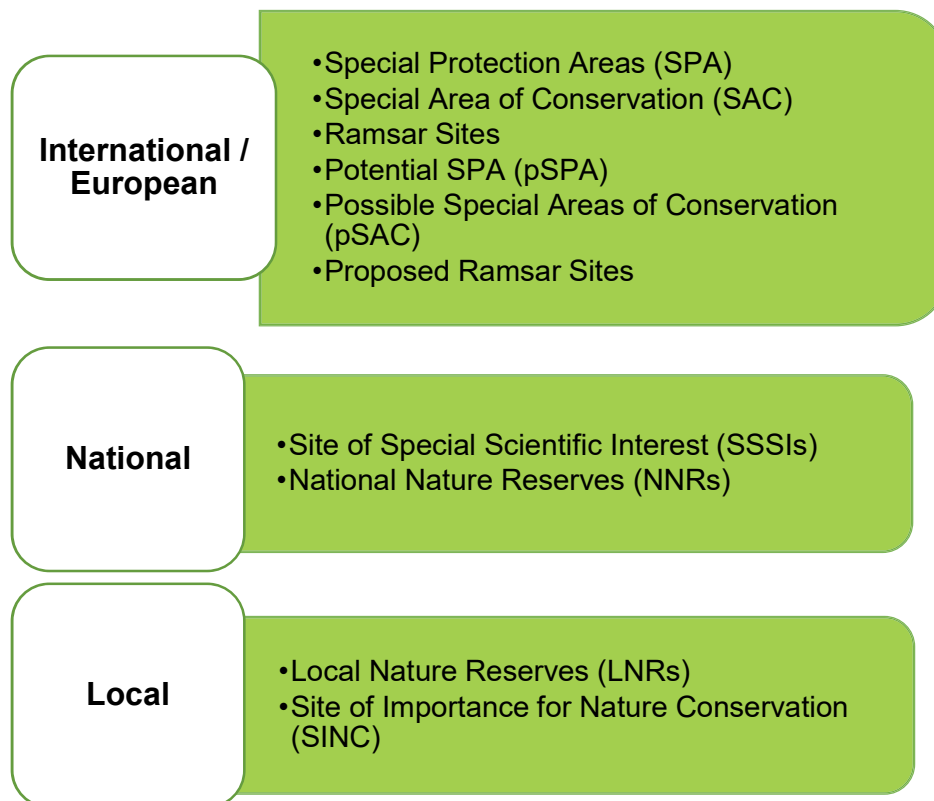 International /
European
•Special Protection Areas (SPA)
•Special Area of Conservation (SAC)
•Ramsar Sites
•Potential SPA (pSPA)
•Possible Special Areas of Conservation
(pSAC)
•Proposed Ramsar Sites
National
•Site of Special Scientific Interest (SSSIs)
•National Nature Reserves (NNRs)
Local
•Local Nature Reserves (LNRs)
•Site of Importance for Nature Conservation
(SINC)